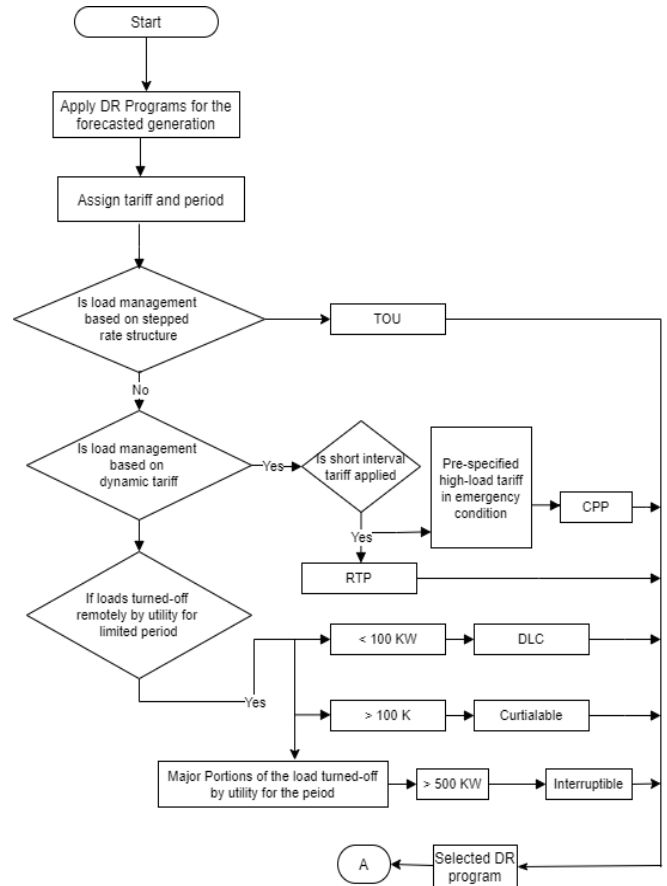 Start
Apply DR Programs for the
forecasted generation
Assign tariff and period
Is load management
based on stepped
rate structure
TOU
No
Is load management
based on
dynamic tariff
Yes
Is short interval
tariff applied
Pre-specified
high-load tariff
in emergency
condition
CPP
Yes
RTP
If loads turned-off
remotely by utility for
limited period
Yes
< 100 KW
DLC
> 100 K
Curtialable
Major Portions of the load turned-off
by utility for the peiod
> 500 KW
Interruptible
A
Selected DR
program